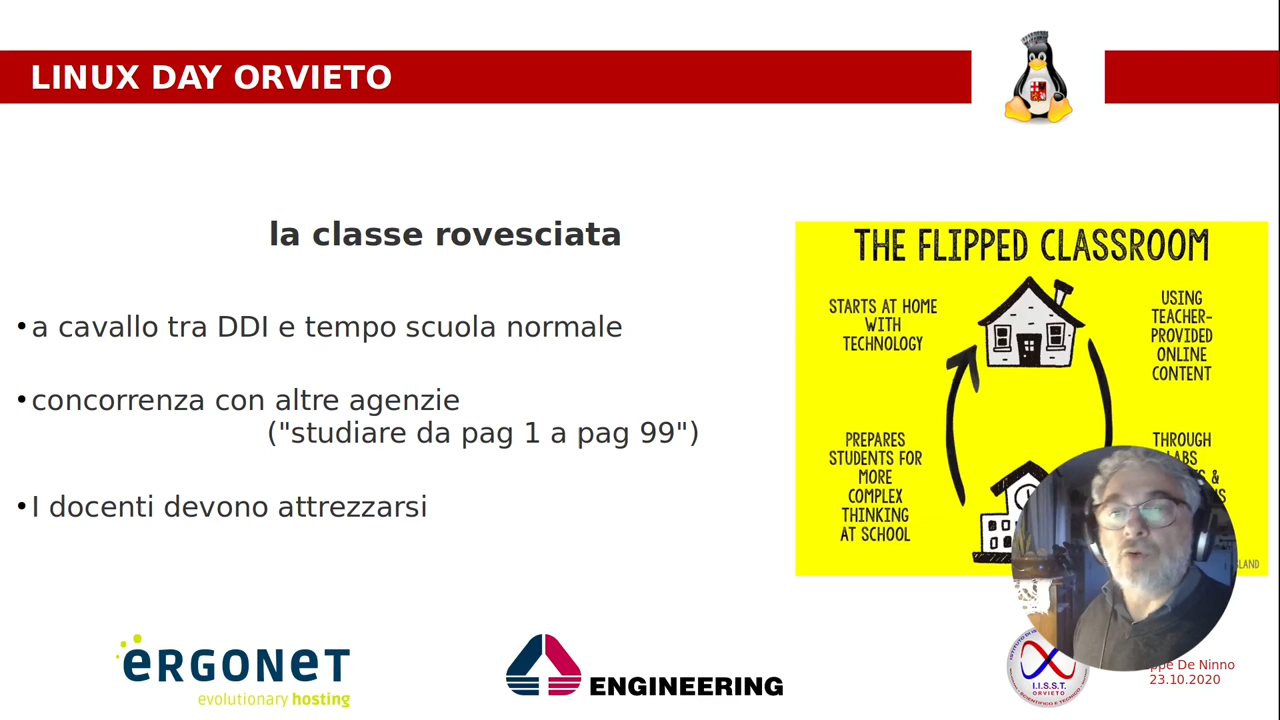 LINUX DAY ORVIETO
la classe rovesciata
•a cavallo tra DDI e tempo scuola normale
•concorrenza con altre agenzie
("studiare da pag 1 a pag 99")
•I docenti devono attrezzarsi
THE FLIPPED CLASSROOM
STARTS AT HOME
WITH
TECHNOLOGY
USING
TEACHER-
PROVIDED
ONLINE
CONTENT
PREPARES
STUDENTS FOR
MORE
COMPLEX
THINKING
AT SCHOOL
THROUGH
&
eRGONeT
evolutionary hosting
ENGINEERING
I.I.S.S.T.
ORVIETO
De Ninno
23.10.2020